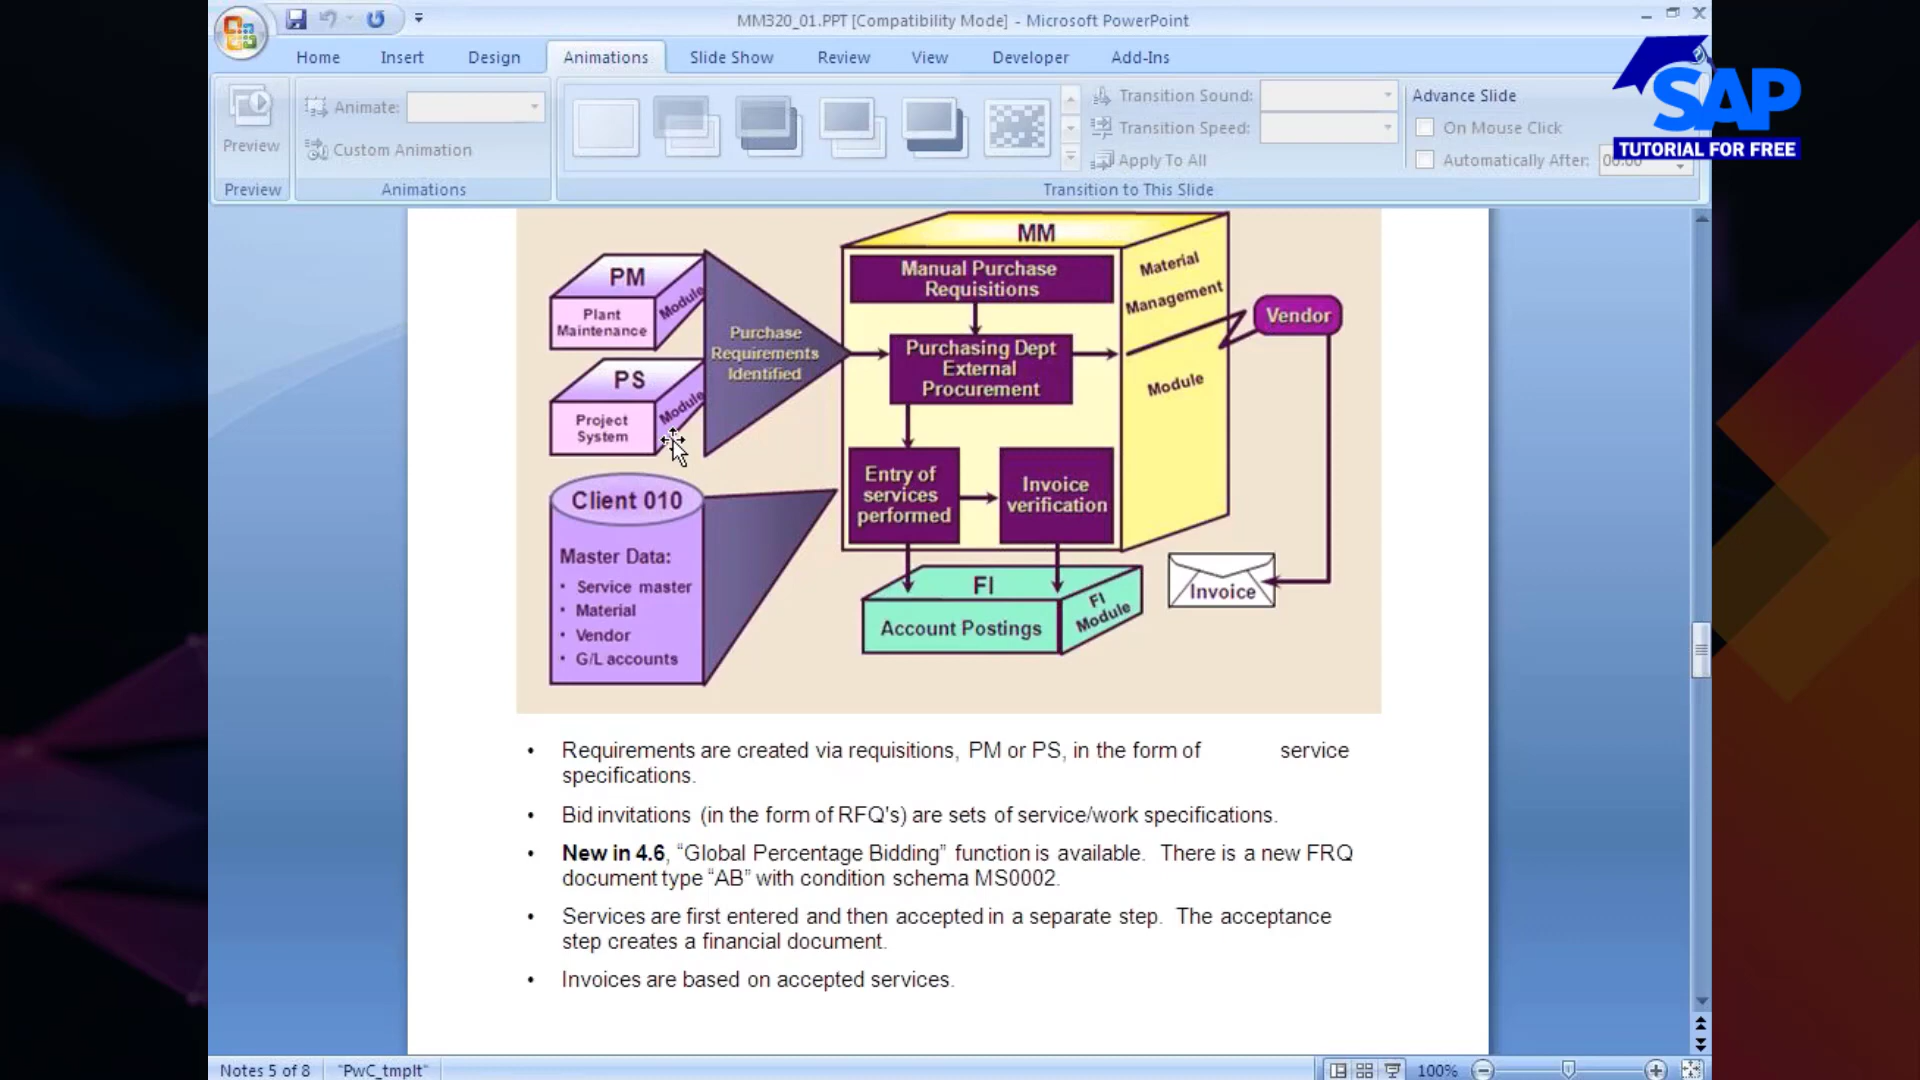 MM320_01.PPT [Compatibility Mode] - Microsoft PowerPoint
Home Insert Design Animations Slide Show Review View Developer Add-Ins
SAP
TUTORIAL FOR FREE
Preview
Preview
Animate:
Custom Animation
Animations
Transition Sound:
Transition Speed:
Apply To All
Transition to This Slide
Advance Slide
On Mouse Click
Automatically After:
PM
Plant
Maintenance
Module
PS
Project
System
Module
Purchase
Requirements
Identified
MM
Manual Purchase
Requisitions
Purchasing Dept
External
Procurement
Entry of
services
performed
Invoice
verification
Material
Management
Module
Vendor
Invoice
Client 010
Master Data:
• Service master
• Material
• Vendor
• G/L accounts
FI
Account Postings
FI
Module
• Requirements are created via requisitions, PM or PS, in the form of service
specifications.
• Bid invitations (in the form of RFQ's) are sets of service/work specifications.
• New in 4.6, “Global Percentage Bidding” function is available. There is a new FRQ
document type “AB” with condition schema MS0002.
• Services are first entered and then accepted in a separate step. The acceptance
step creates a financial document.
• Invoices are based on accepted services.
Notes 5 of 8 "PwC_tmplt" 100%